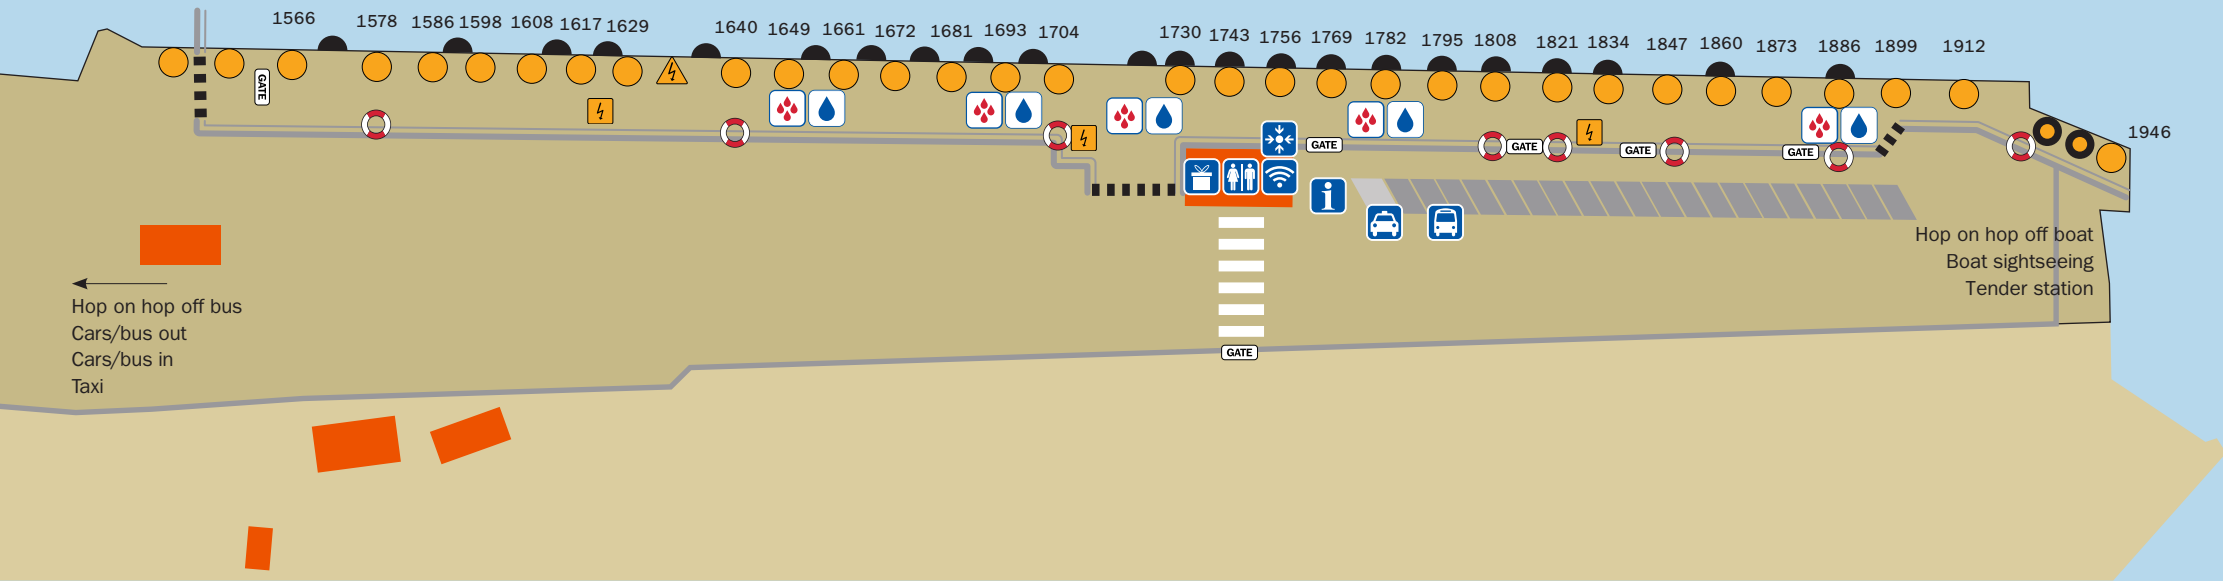 1566
1578
1586
1598
1608
1617
1629
1640
1649
1661
1672
1681
1693
1704
1730
1743
1756
1769
1782
1795
1808
1821
1834
1847
1860
1873
1886
1899
1912
1946
GATE
GATE
GATE
GATE
GATE
i
Hop on hop off boat
Boat sightseeing
Tender station
Hop on hop off bus
Cars/bus out
Cars/bus in
Taxi
GATE